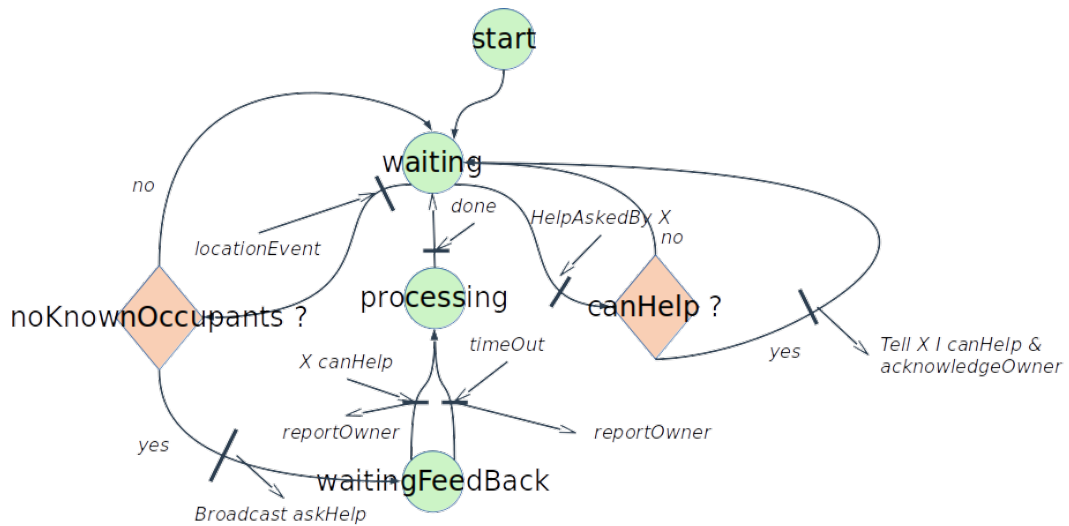 start
waiting
no
done
HelpAskedBy X
no
locationEvent
processing
canHelp ?
noKnownOccupants ?
timeOut
X canHelp
yes
Tell X I canHelp &
acknowledgeOwner
reportOwner
reportOwner
yes
waitingFeedBack
Broadcast askHelp